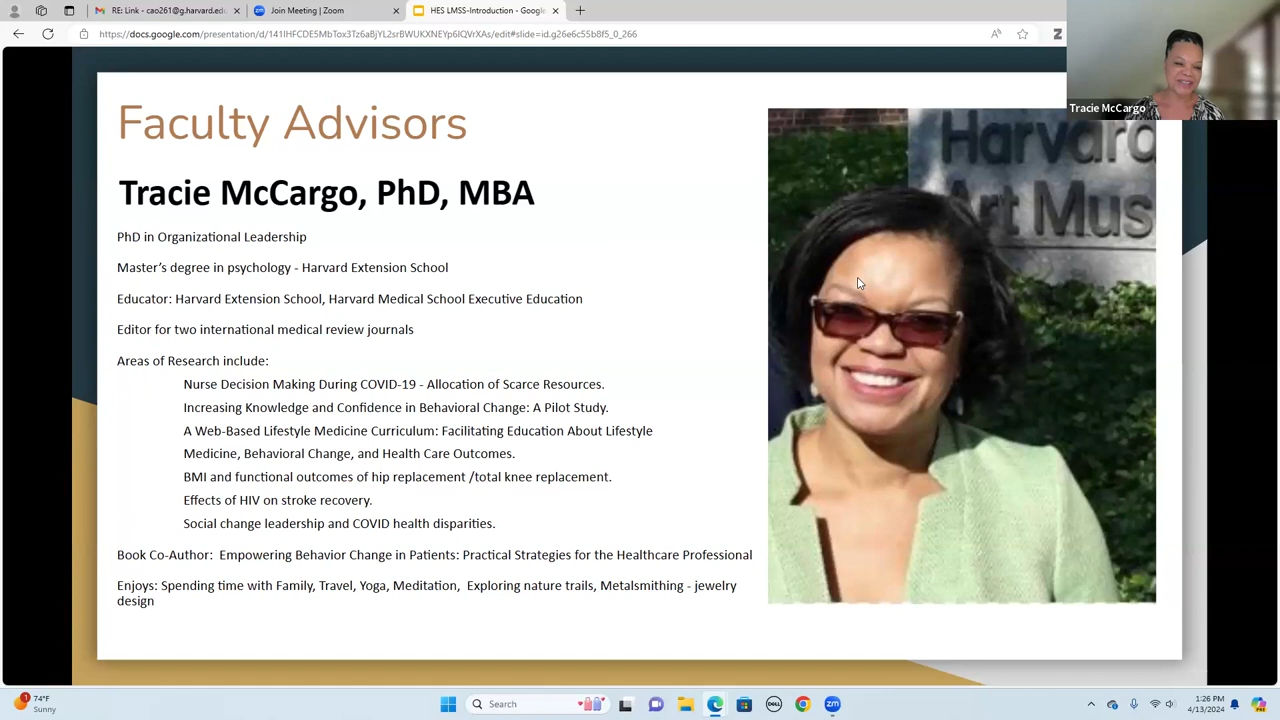 RE: Link - cao261@g.harvard.edu
Join Meeting | Zoom
HES LMSS-Introduction - Google
https://docs.google.com/presentation/d/141IHFCDE5MbTox3Tz6aBjYL2srBWUKXNEYp6IQVrXAs/edit#slide=id.g26e6c55b8f5_0_266
Tracie McCargo
Faculty Advisors
Harvard
Art Mus
Tracie McCargo, PhD, MBA
PhD in Organizational Leadership
Master's degree in psychology - Harvard Extension School
Educator: Harvard Extension School, Harvard Medical School Executive Education
Editor for two international medical review journals
Areas of Research include:
Nurse Decision Making During COVID-19 - Allocation of Scarce Resources.
Increasing Knowledge and Confidence in Behavioral Change: A Pilot Study.
A Web-Based Lifestyle Medicine Curriculum: Facilitating Education About Lifestyle
Medicine, Behavioral Change, and Health Care Outcomes.
BMI and functional outcomes of hip replacement /total knee replacement.
Effects of HIV on stroke recovery.
Social change leadership and COVID health disparities.
Book Co-Author: Empowering Behavior Change in Patients: Practical Strategies for the Healthcare Professional
Enjoys: Spending time with Family, Travel, Yoga, Meditation, Exploring nature trails, Metalsmithing - jewelry
design
1
74°F
Sunny
Search
DELL
zm
1:26 PM
4/13/2024